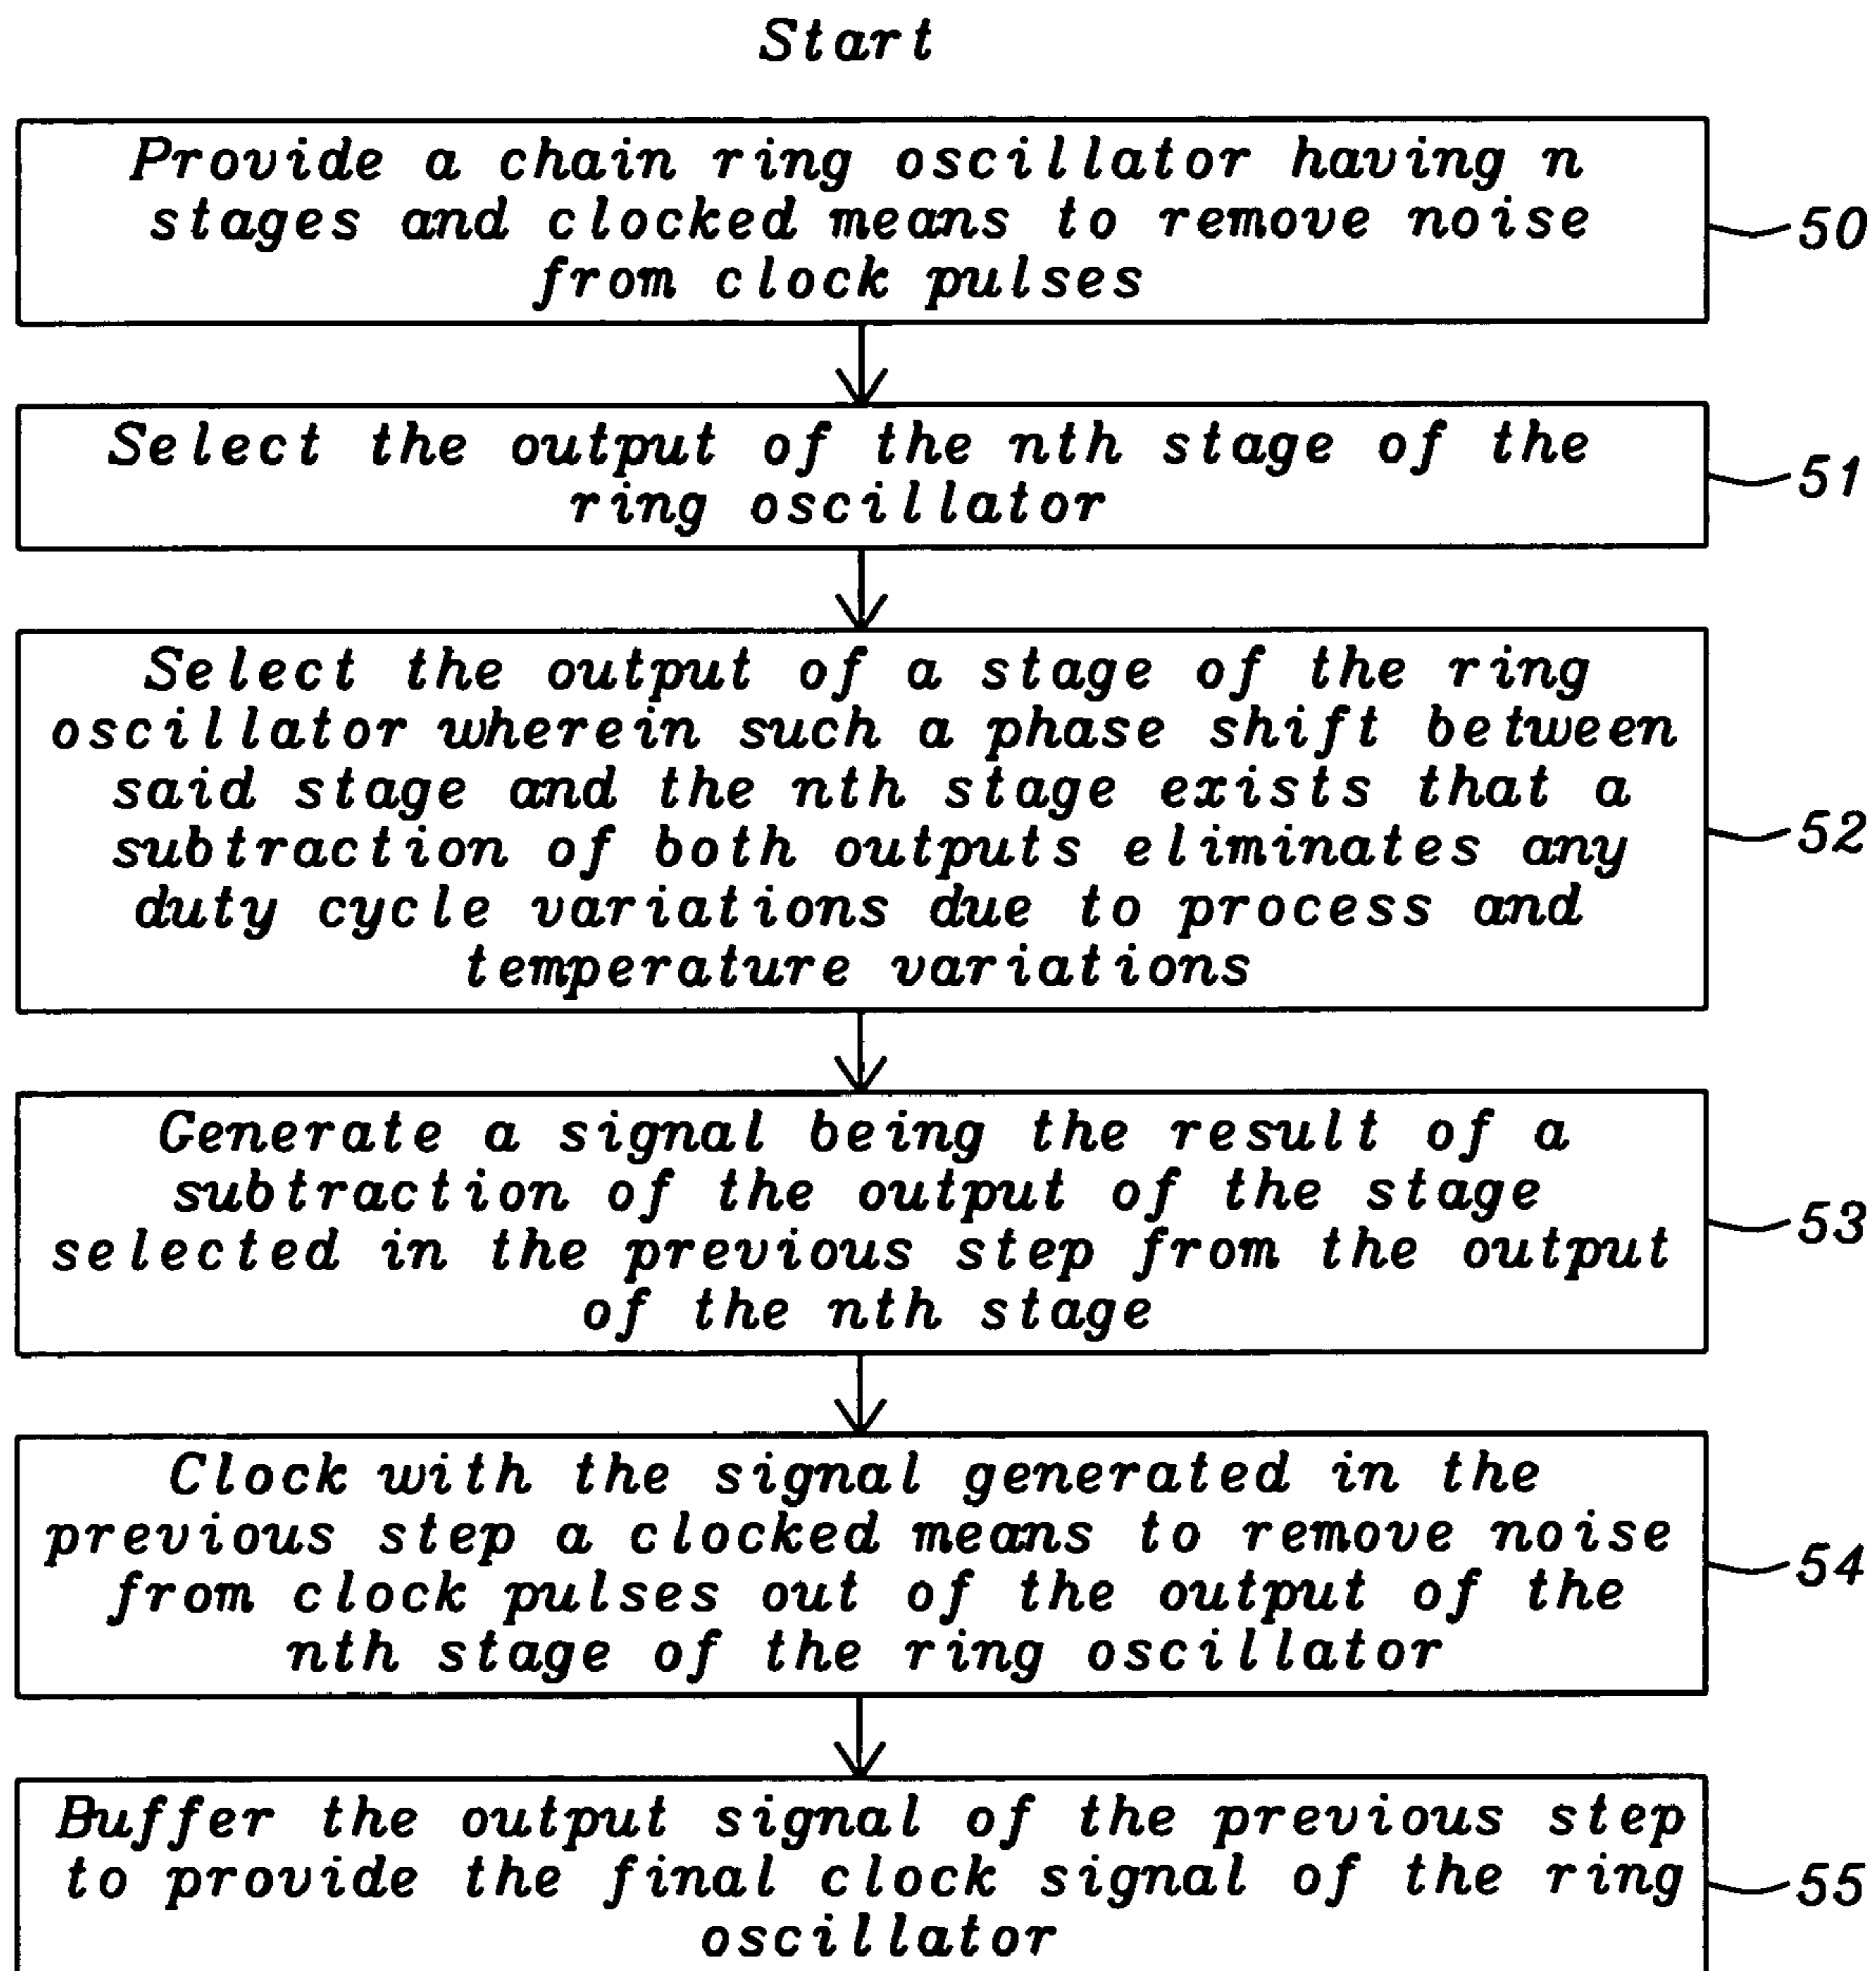 Start
Provide a chain ring oscillator having n
stages and clocked means to remove noise
from clock pulses
50
Select the output of the nth stage of the
ring oscillator
51
Select the output of a stage of the ring
oscillator wherein such a phase shift between
said stage and the nth stage exists that a
subtraction of both outputs eliminates any
duty cycle variations due to process and
temperature variations
52
Generate a signal being the result of a
subtraction of the output of the stage
selected in the previous step from the output
of the nth stage
53
Clock with the signal generated in the
previous step a clocked means to remove noise
from clock pulses out of the output of the
nth stage of the ring oscillator
54
Buffer the output signal of the previous step
to provide the final clock signal of the ring
oscillator
55